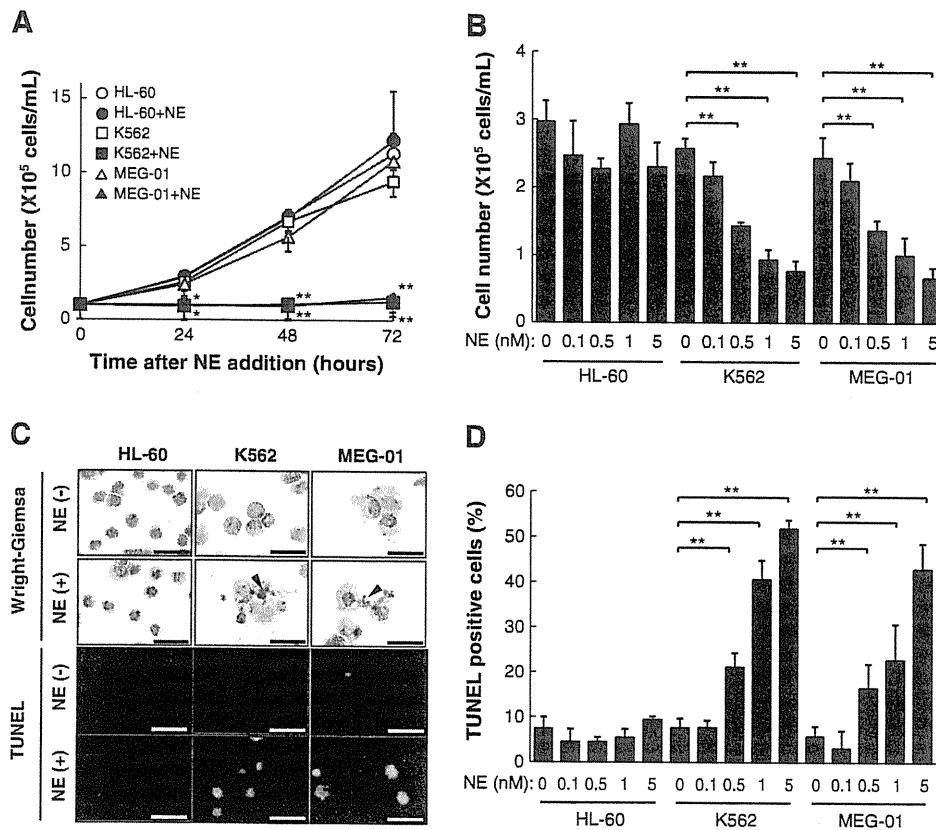 A
Cellnumber (X10⁵ cells/mL)
15
10
5
1
0
HL-60
HL-60+NE
K562
K562+NE
MEG-01
MEG-01+NE
*
*
**
**
**
**
0
24
48
72
Time after NE addition (hours)
B
Cell number (X10⁵ cells/mL)
4
3
2
1
0
**
**
**
**
**
**
NE (nM): 0 0.1 0.5 1 5 0 0.1 0.5 1 5 0 0.1 0.5 1 5
HL-60 K562 MEG-01
C
HL-60 K562 MEG-01
Wright-Giemsa
NE (-)
NE (+)
TUNEL
NE (-)
NE (+)
D
TUNEL positive cells (%)
60
50
40
30
20
10
0
**
**
**
**
**
**
NE (nM): 0 0.1 0.5 1 5 0 0.1 0.5 1 5 0 0.1 0.5 1 5
HL-60 K562 MEG-01